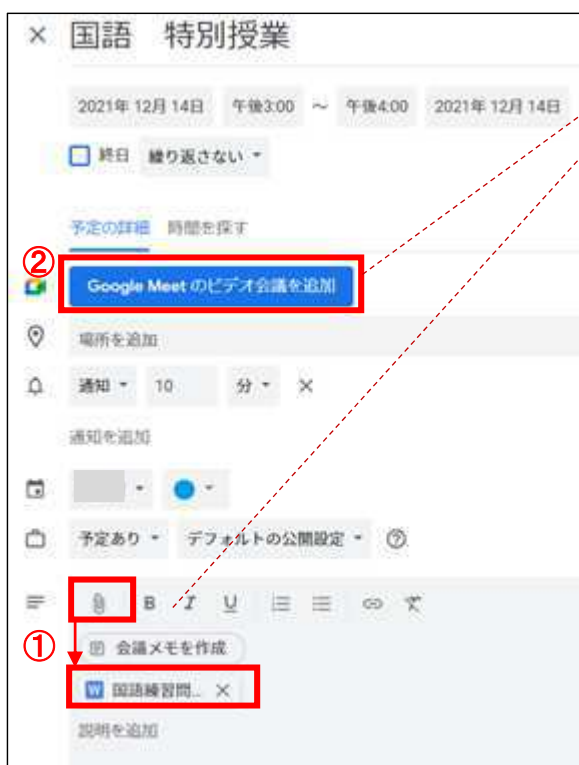 × 国語　特別授業
2021年 12月 14日 午後3:00 ～ 午後4:00 2021年 12月 14日
終日 繰り返さない
予定の詳細 時間を探す
②
Google Meet のビデオ会議を追加
場所を追加
通知 10 分 ×
通知を追加
予定あり デフォルトの公開設定 ?
B I U
① 会議メモを作成
W 国語練習問... ×
説明を追加